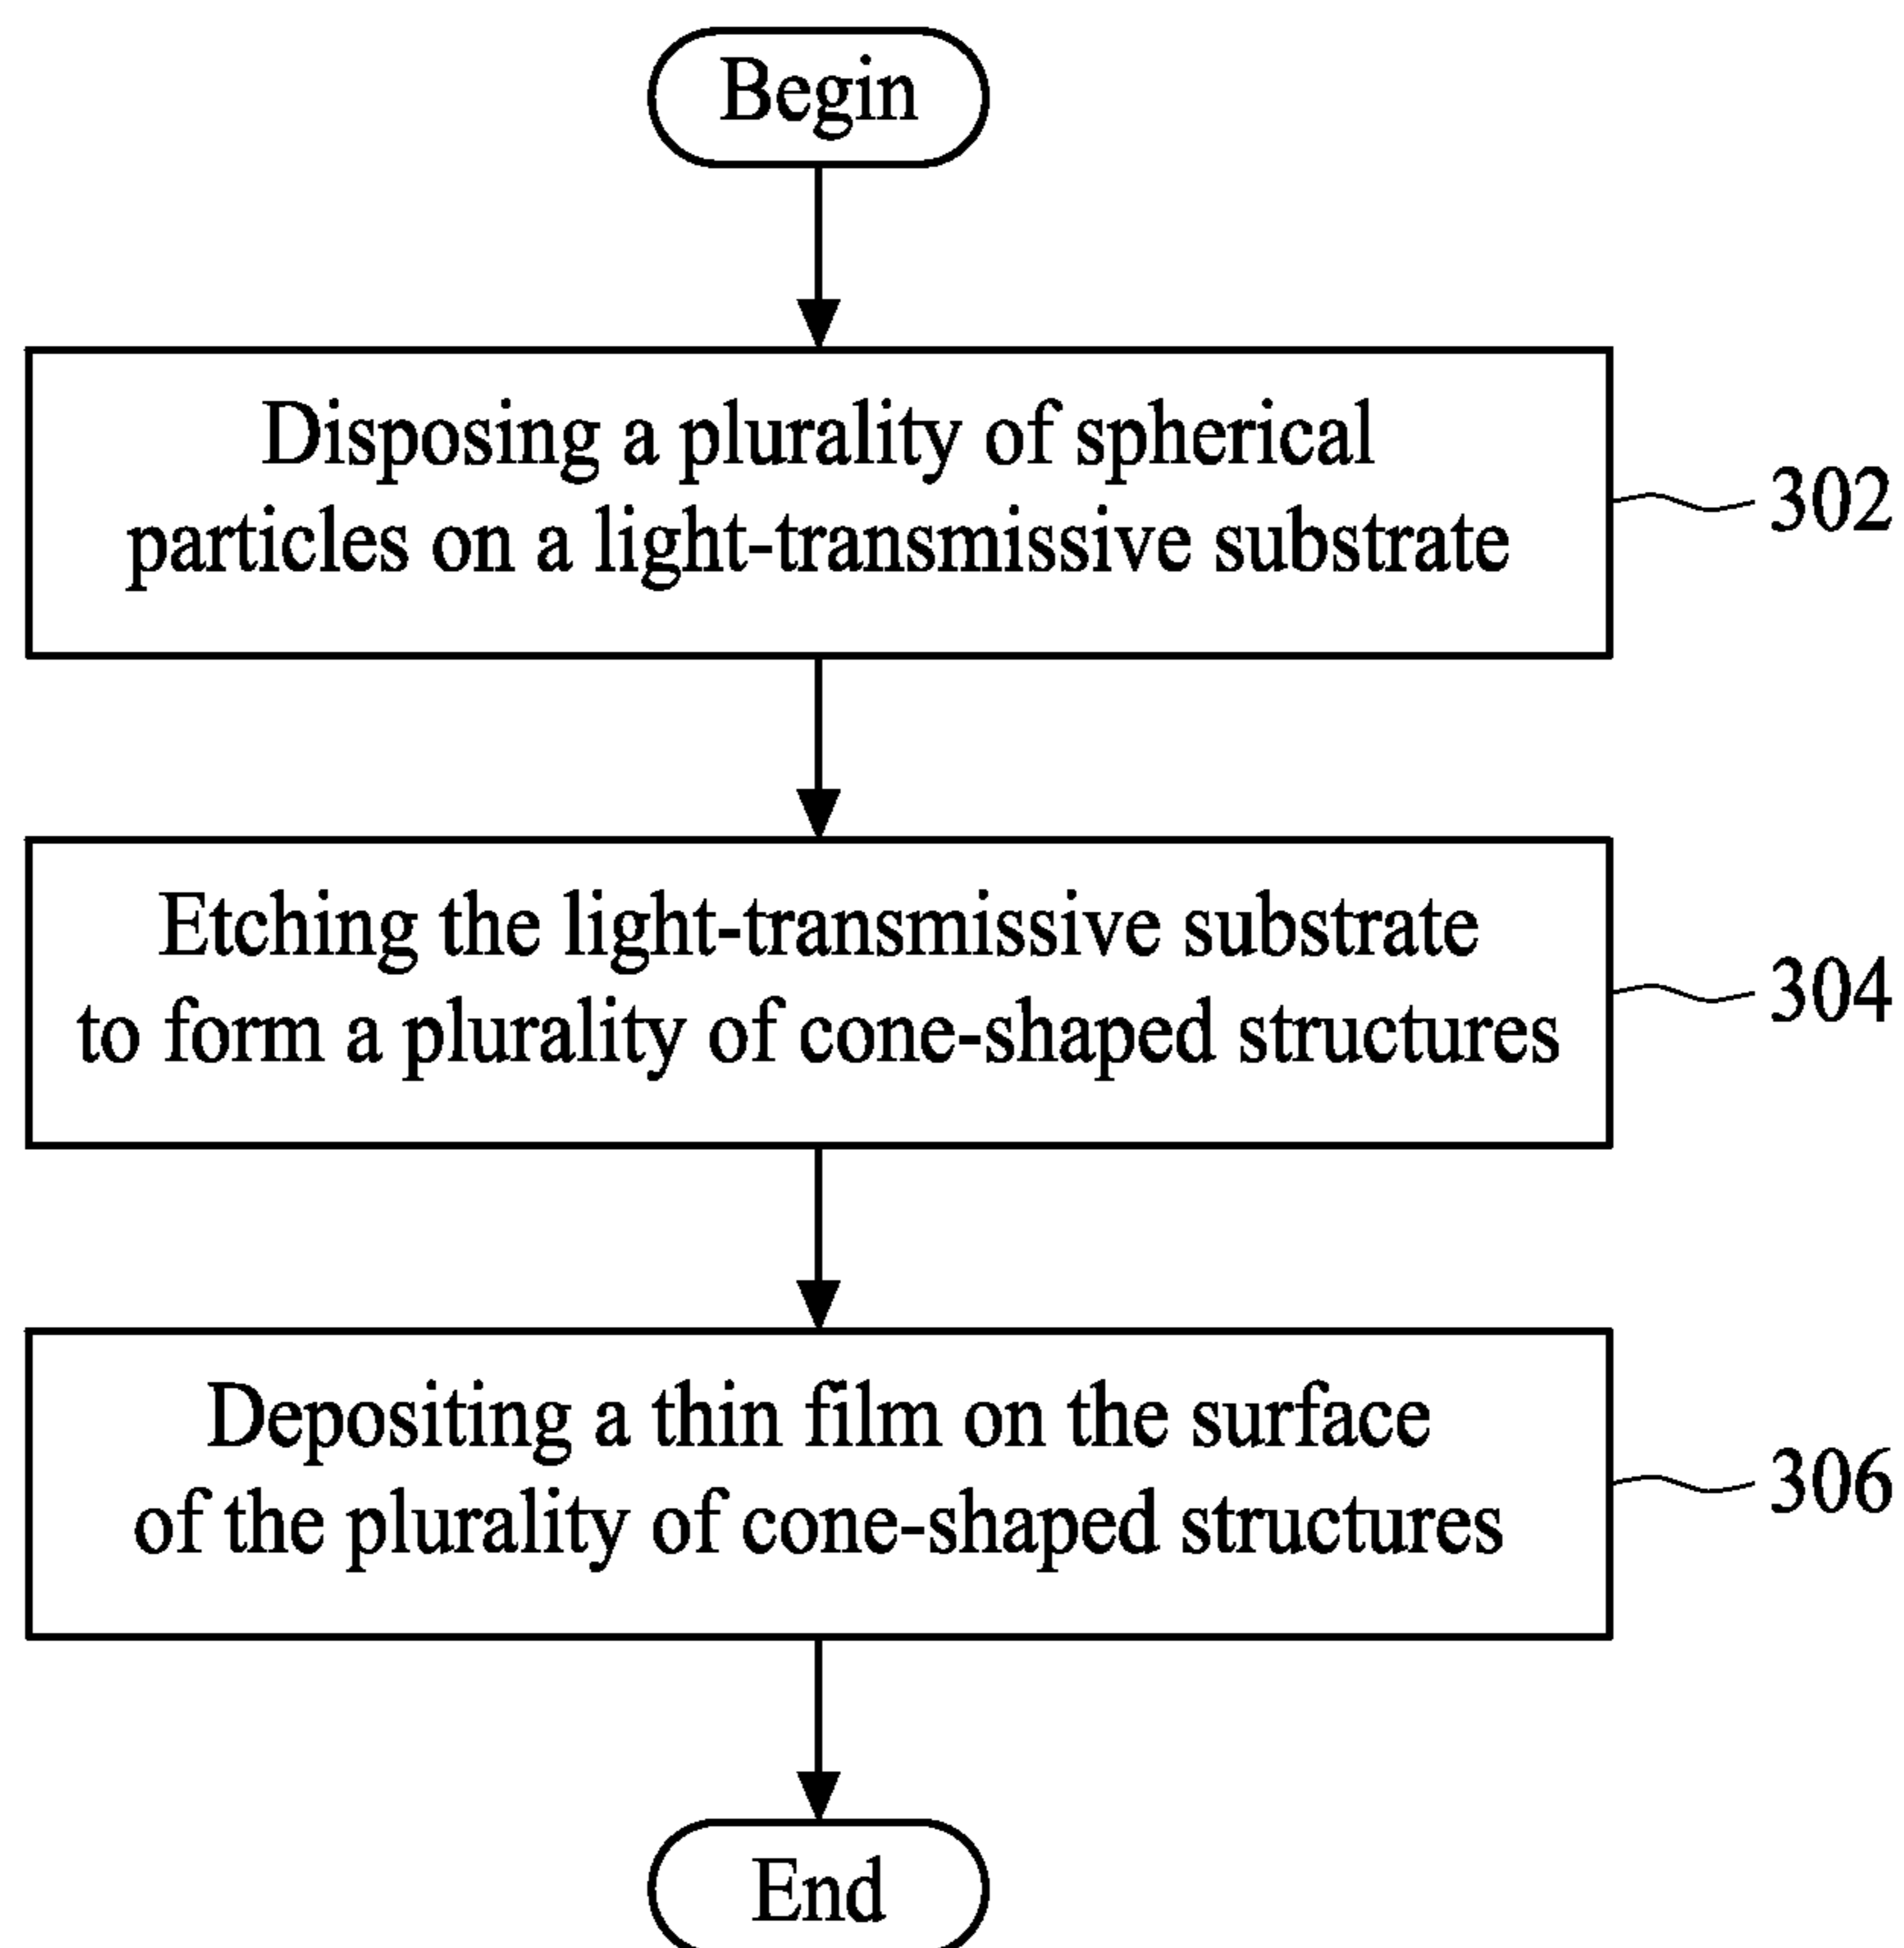 Begin
Disposing a plurality of spherical
particles on a light-transmissive substrate
302
Etching the light-transmissive substrate
to form a plurality of cone-shaped structures
304
Depositing a thin film on the surface
of the plurality of cone-shaped structures
306
End